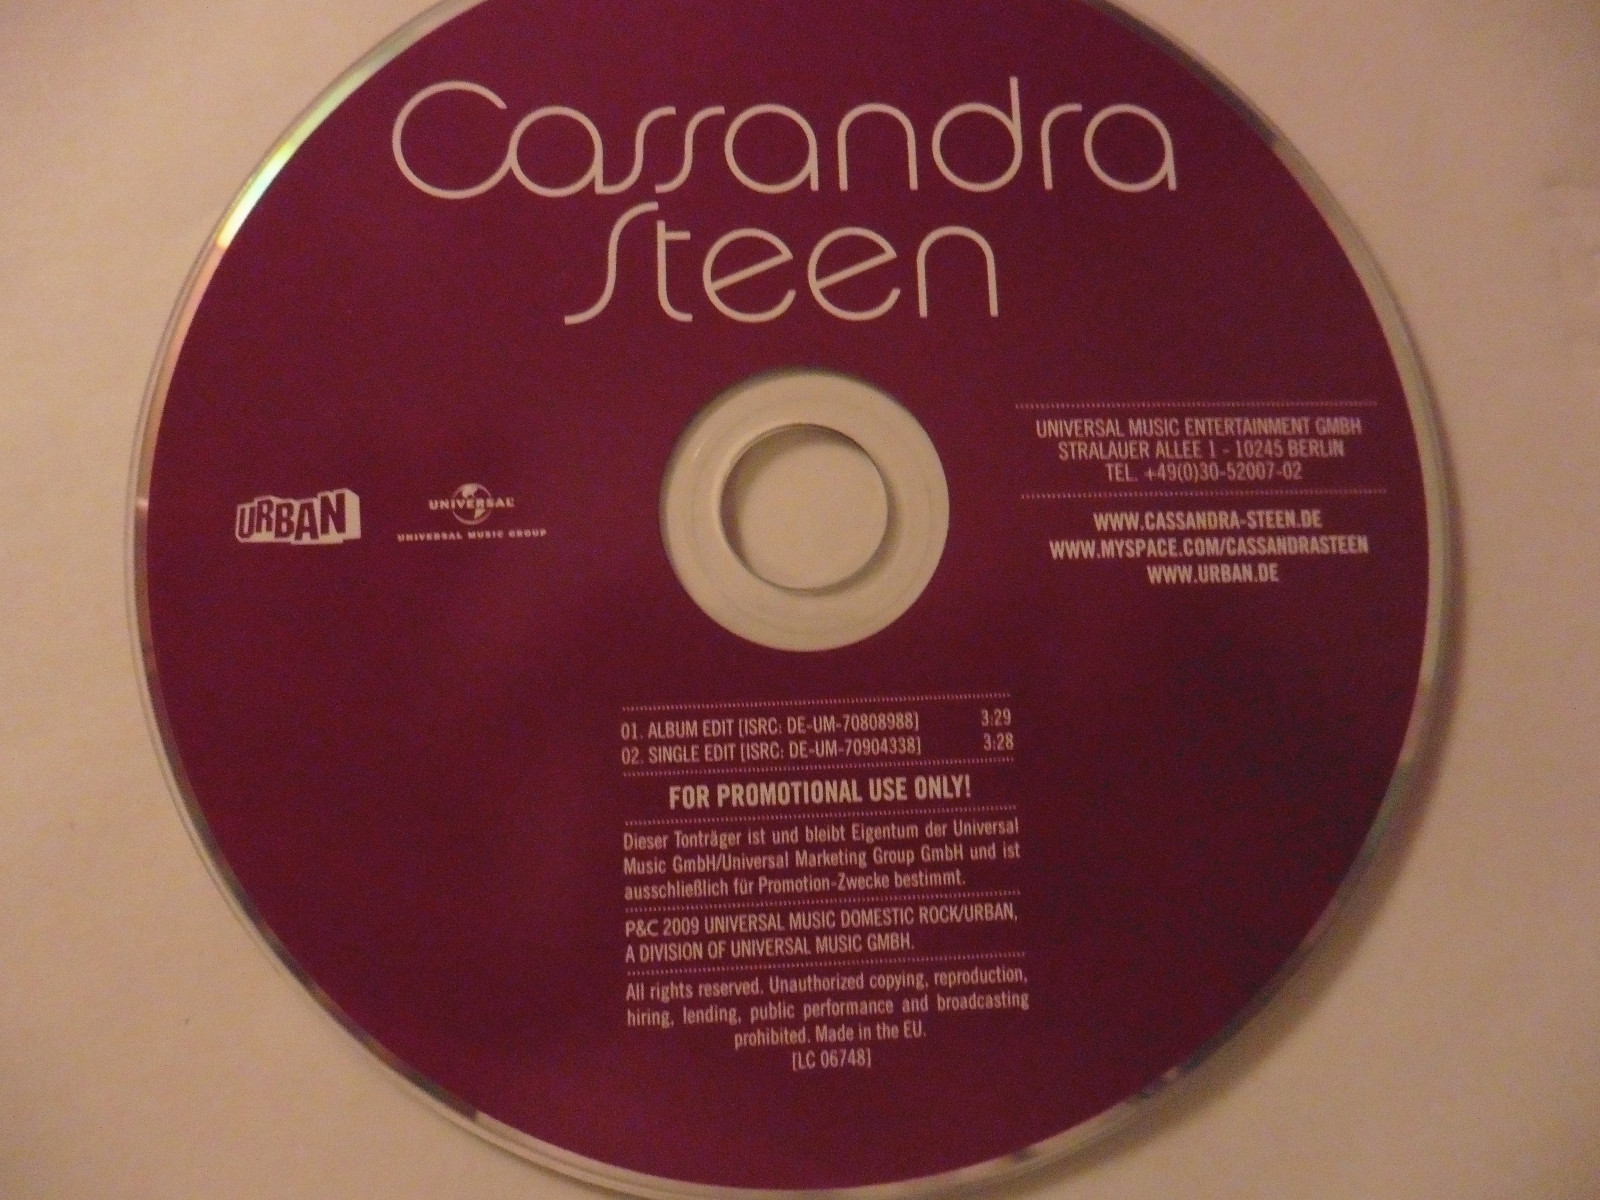 Cassandra
Steen
URBAN
UNIVERSAL
UNIVERSAL MUSIC GROUP
UNIVERSAL MUSIC ENTERTAINMENT GMBH
STRALAUER ALLEE 1 - 10245 BERLIN
TEL. +49(0)30-52007-02
WWW.CASSANDRA-STEEN.DE
WWW.MYSPACE.COM/CASSANDRASTEEN
WWW.URBAN.DE
01. ALBUM EDIT [ISRC: DE-UM-70808988] 3:29
02. SINGLE EDIT [ISRC: DE-UM-70904338] 3:28
FOR PROMOTIONAL USE ONLY!
Dieser Tonträger ist und bleibt Eigentum der Universal
Music GmbH/Universal Marketing Group GmbH und ist
ausschließlich für Promotion-Zwecke bestimmt.
P&C 2009 UNIVERSAL MUSIC DOMESTIC ROCK/URBAN,
A DIVISION OF UNIVERSAL MUSIC GMBH.
All rights reserved. Unauthorized copying, reproduction,
hiring, lending, public performance and broadcasting
prohibited. Made in the EU.
[LC 06748]